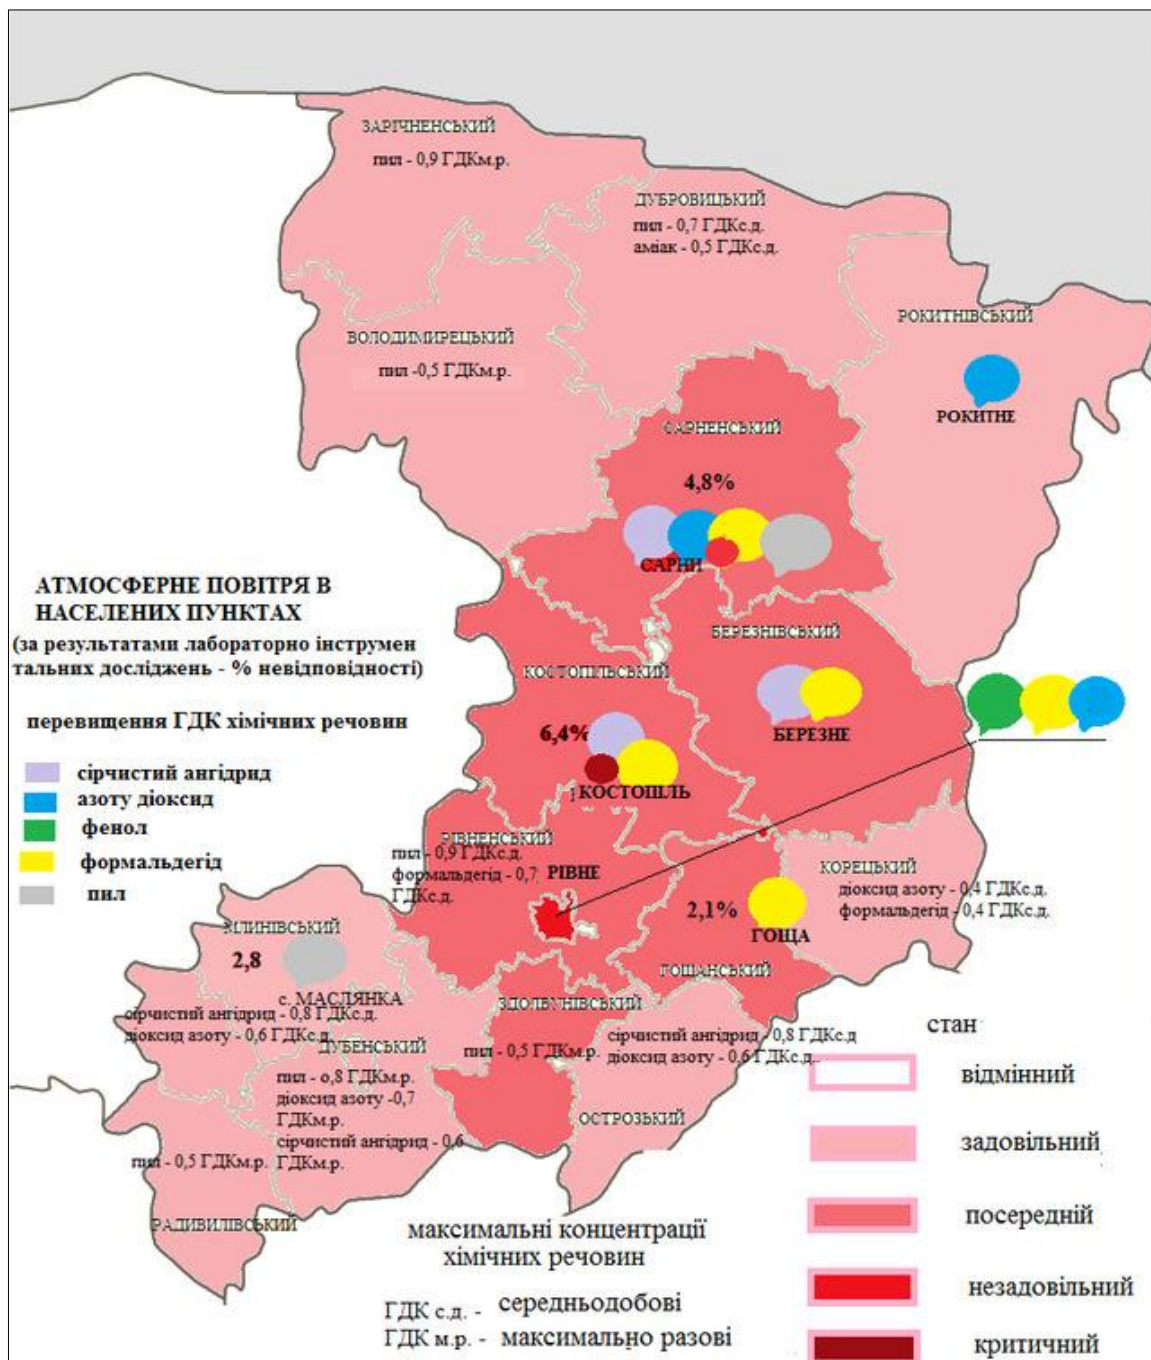 ЗАРІЧНЕНСЬКИЙ
пил - 0,9 ГДКм.р.
ДУБРОВИЦЬКИЙ
пил - 0,7 ГДКс.д.
аміак - 0,5 ГДКс.д.
РОКИТНІВСЬКИЙ
ВОЛОДИМИРЕЦЬКИЙ
пил -0,5 ГДКм.р.
РОКИТНЕ
САРНЕНСЬКИЙ
4,8%
САРНИ
АТМОСФЕРНЕ ПОВІТРЯ В
НАСЕЛЕНИХ ПУНКТАХ
(за результатами лабораторно інструмен
тальних досліджень - % невідповідності)
перевищення ГДК хімічних речовин
сірчистий ангідрид
азоту діоксид
фенол
формальдегід
пил
БЕРЕЗНІВСЬКИЙ
БЕРЕЗНЕ
КОСТОПІЛЬСЬКИЙ
6,4%
КОСТОПІЛЬ
РІВНЕНСЬКИЙ
пил - 0,9 ГДКс.д.
формальдегід - 0,7
ГДКс.д.
РІВНЕ
КОРЕЦЬКИЙ
діоксид азоту - 0,4 ГДКс.д.
формальдегід - 0,4 ГДКс.д.
2,1%
ГОЩА
ГОЩАНСЬКИЙ
МЛИНІВСЬКИЙ
2,8
с. МАСЛЯНКА
сірчистий ангідрид - 0,8 ГДКс.д.
діоксид азоту - 0,6 ГДКс.д.
ЗДОЛБУНІВСЬКИЙ
пил - 0,5 ГДКм.р.
сірчистий ангідрид - 0,8 ГДКс.д
діоксид азоту - 0,6 ГДКс.д..
ОСТРОЗЬКИЙ
ДУБЕНСЬКИЙ
пил - о,8 ГДКм.р.
діоксид азоту -0,7
ГДКм.р.
сірчистий ангідрид - 0,6
ГДКм.р.
пил - 0,5 ГДКм.р.
РАДИВИЛІВСЬКИЙ
стан
відмінний
задовільний
посередній
незадовільний
критичний
максимальні концентрації
хімічних речовин
ГДК с.д. - середньодобові
ГДК м.р. - максимально разові